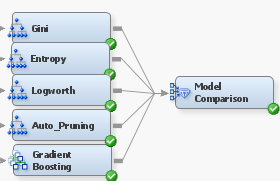 Gini
Entropy
Logworth
Auto_Pruning
Gradient
Boosting
Model
Comparison